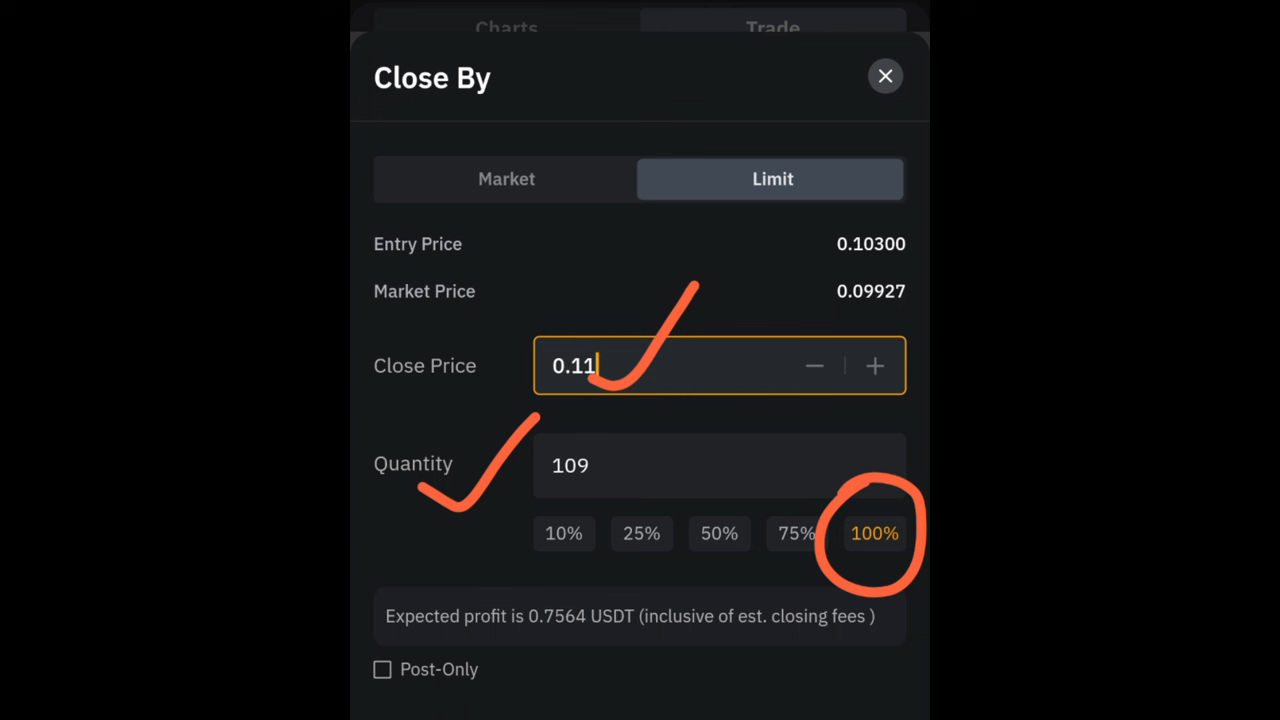 Charts Trade
Close By
Market Limit
Entry Price 0.10300
Market Price 0.09927
Close Price 0.11
Quantity 109
10% 25% 50% 75% 100%
Expected profit is 0.7564 USDT (inclusive of est. closing fees )
Post-Only